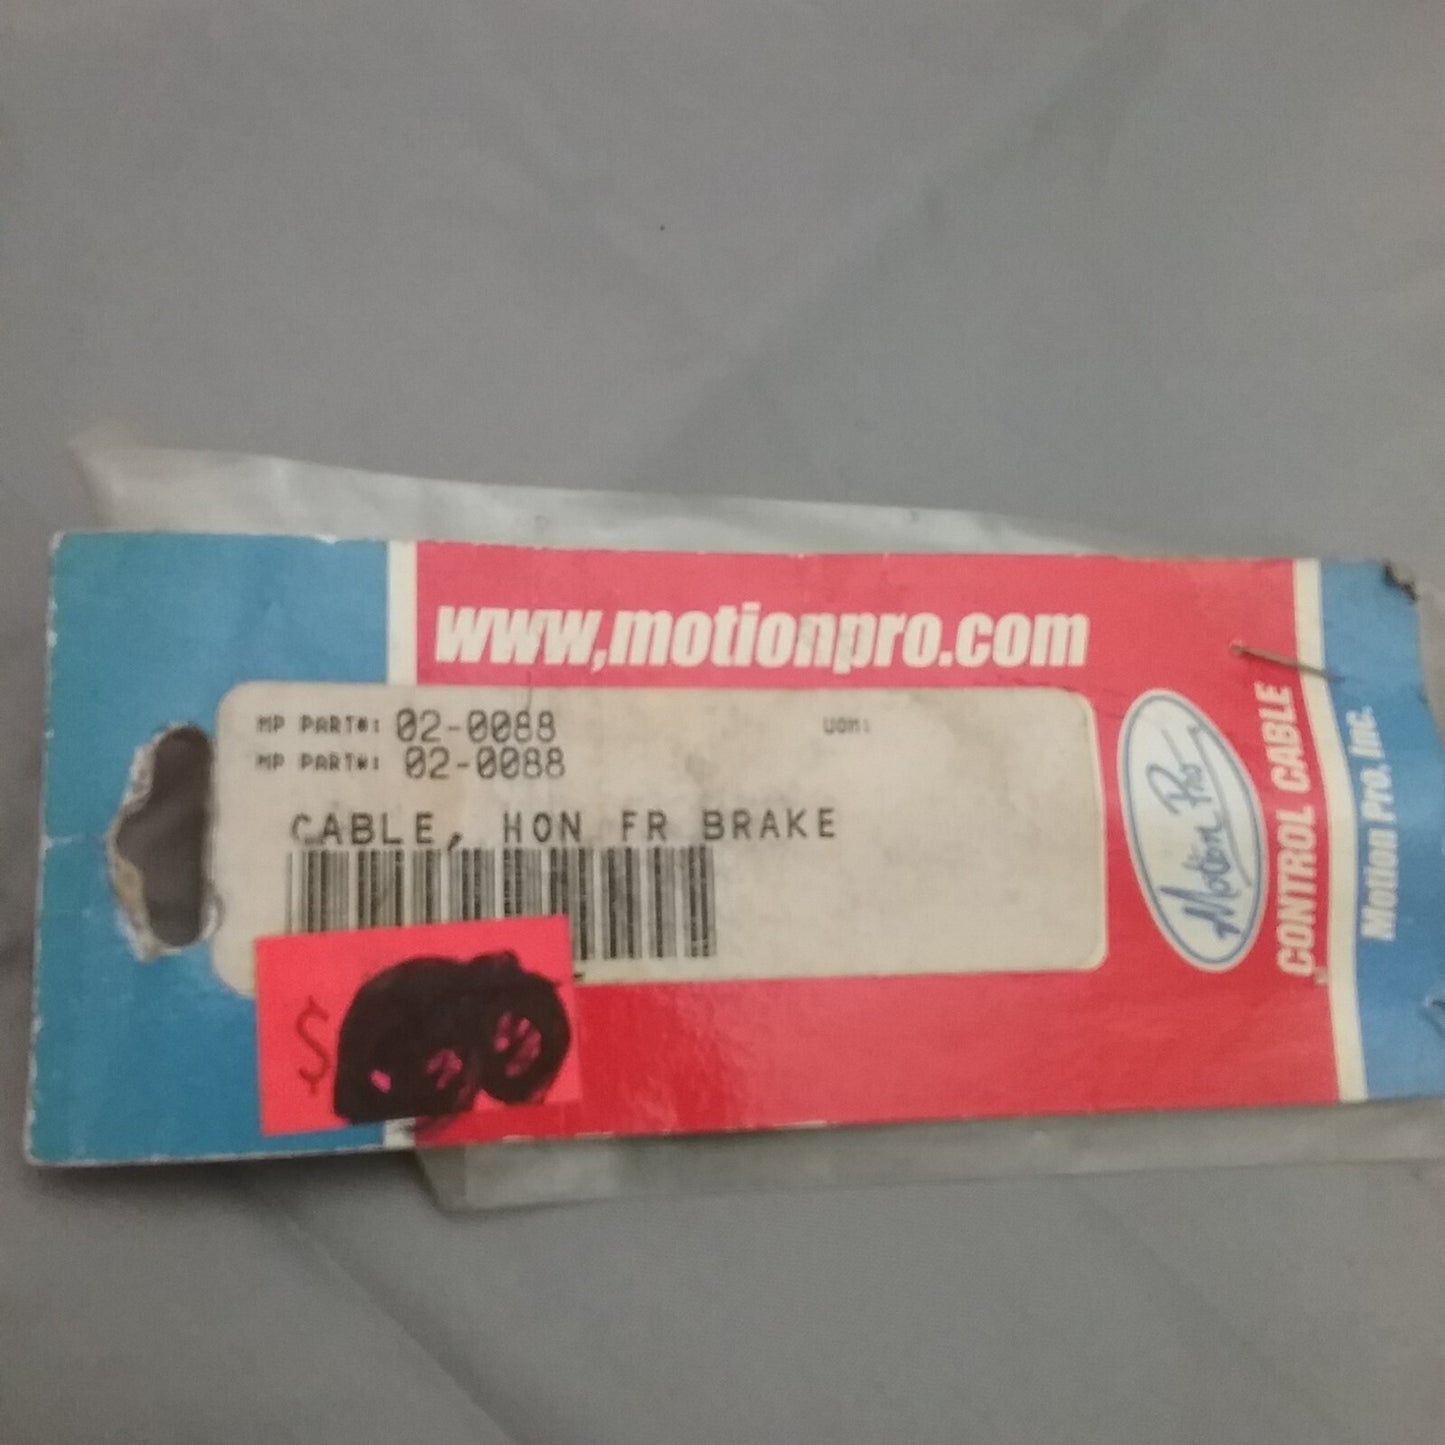 www.motionpro.com
MP PART#: 02-0088
UOM:
MP PART#: 02-0088
CABLE, HON FR BRAKE
$
Motion Pro
CONTROL CABLE
Motion Pro, Inc.